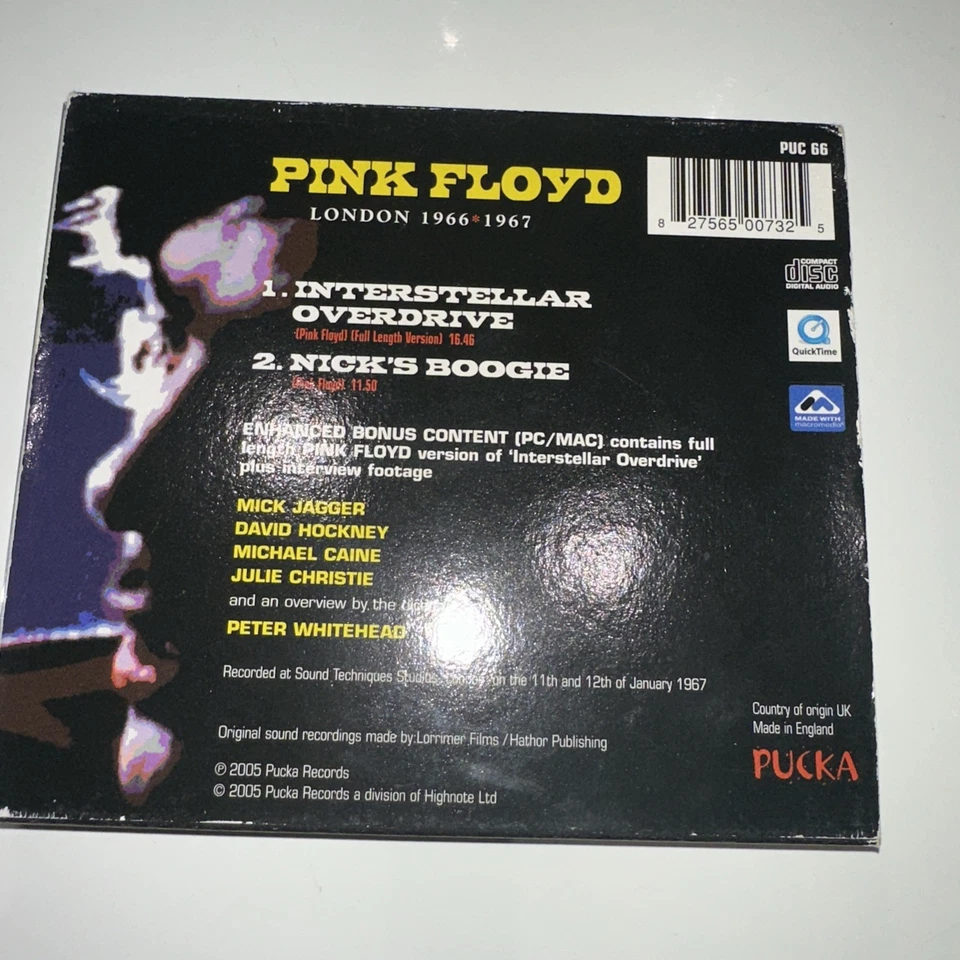 PUC 66
PINK FLOYD
LONDON 1966*1967
8 27565 00732 5
COMPACT
disc
DIGITAL AUDIO
1. INTERSTELLAR
OVERDRIVE
(Pink Floyd) (Full Length Version) 16.46
QuickTime
2. NICK'S BOOGIE
(Pink Floyd) 11.50
MADE WITH
macromedia
ENHANCED BONUS CONTENT (PC/MAC) contains full
length PINK FLOYD version of 'Interstellar Overdrive'
plus interview footage
MICK JAGGER
DAVID HOCKNEY
MICHAEL CAINE
JULIE CHRISTIE
and an overview by the
PETER WHITEHEAD
Recorded at Sound Techniques Studios, London on the 11th and 12th of January 1967
Original sound recordings made by:Lorrimer Films / Hathor Publishing
℗ 2005 Pucka Records
© 2005 Pucka Records a division of Highnote Ltd
Country of origin UK
Made in England
PUCKA